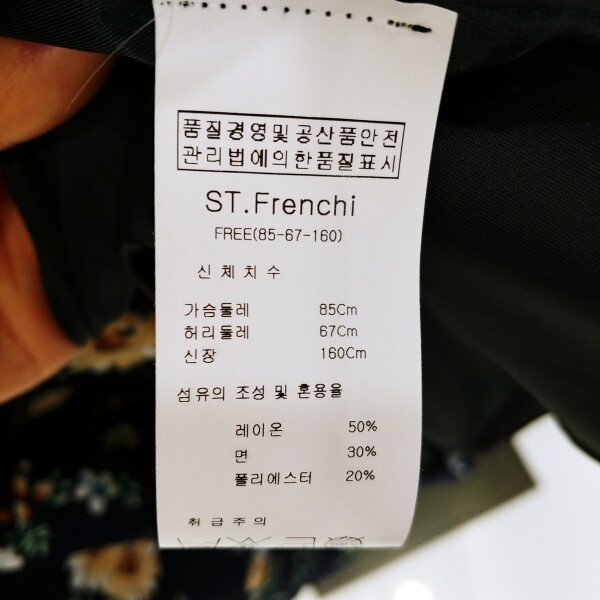 품질경영및공산품안전
관리법에의한품질표시
ST.Frenchi
FREE(85-67-160)
신체치수
가슴둘레 85Cm
허리둘레 67Cm
신장 160Cm
섬유의 조성 및 혼용율
레이온 50%
면 30%
폴리에스터 20%
취급주의